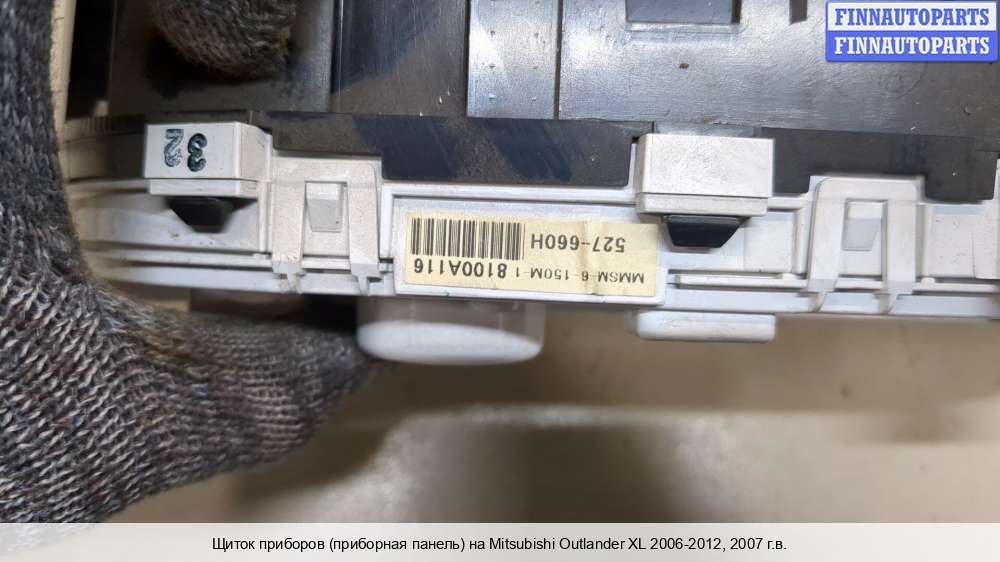 FINNAUTOPARTS
FINNAUTOPARTS
32
527-660H
8100A116
MMSM-6-150M-1
Щиток приборов (приборная панель) на Mitsubishi Outlander XL 2006-2012, 2007 г.в.